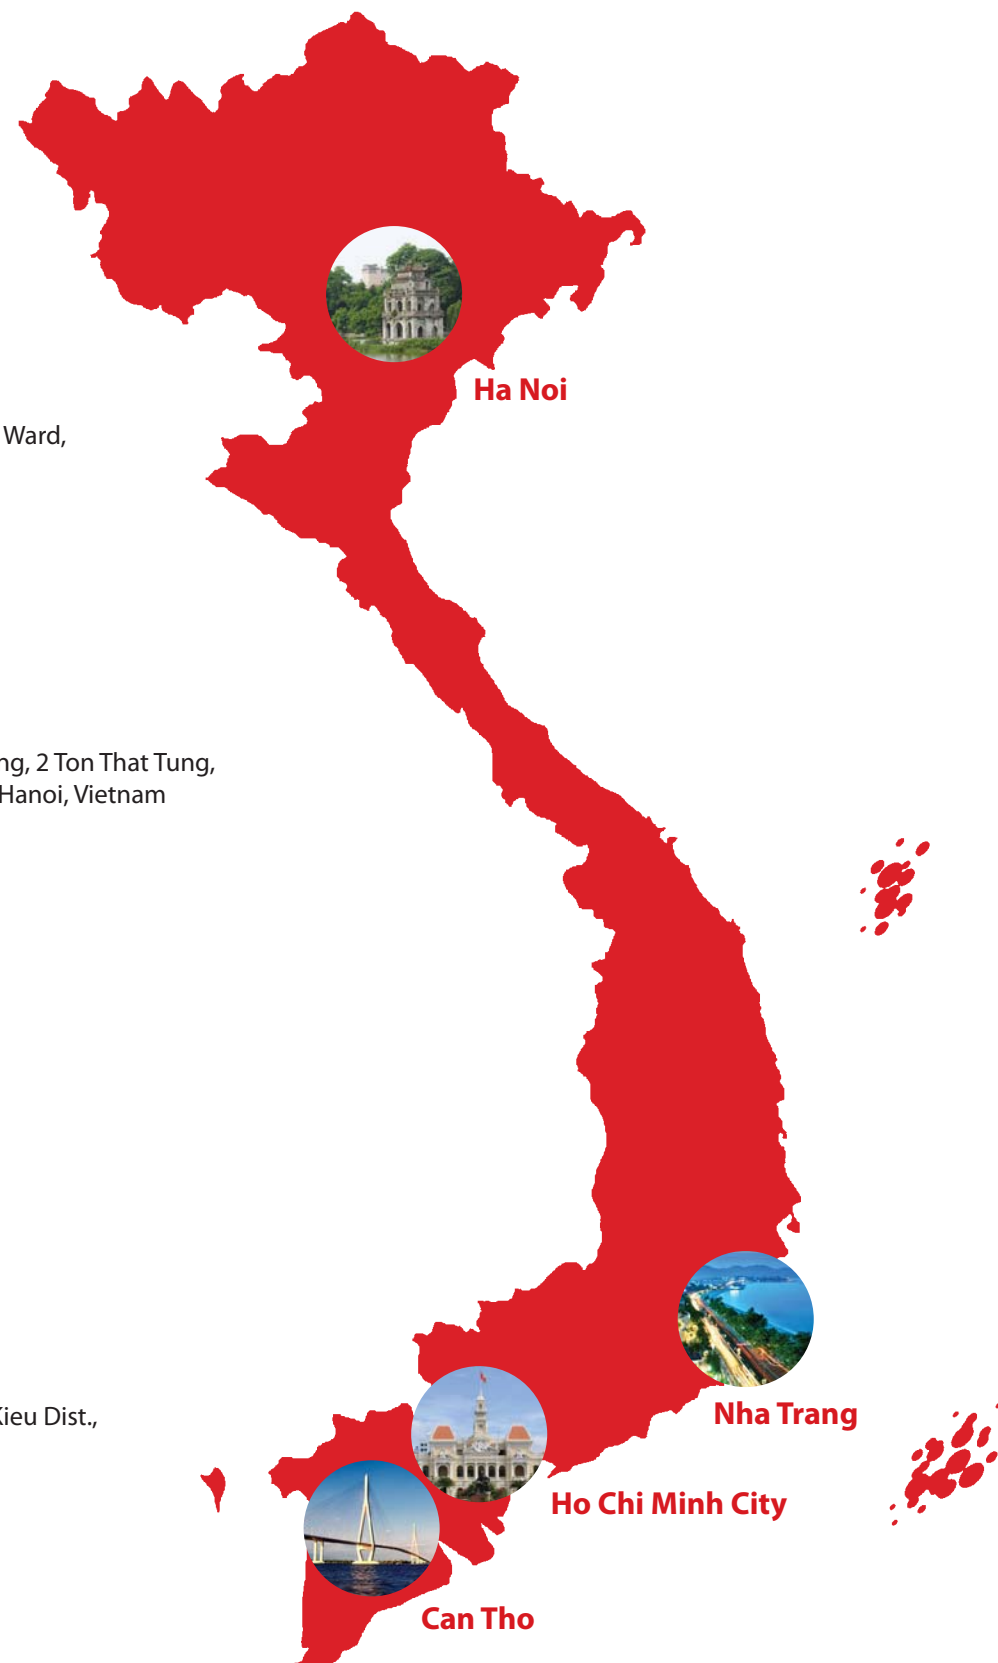 Ha Noi
Ward,
ng, 2 Ton That Tung,
Hanoi, Vietnam
Nha Trang
Kieu Dist.,
Ho Chi Minh City
Can Tho